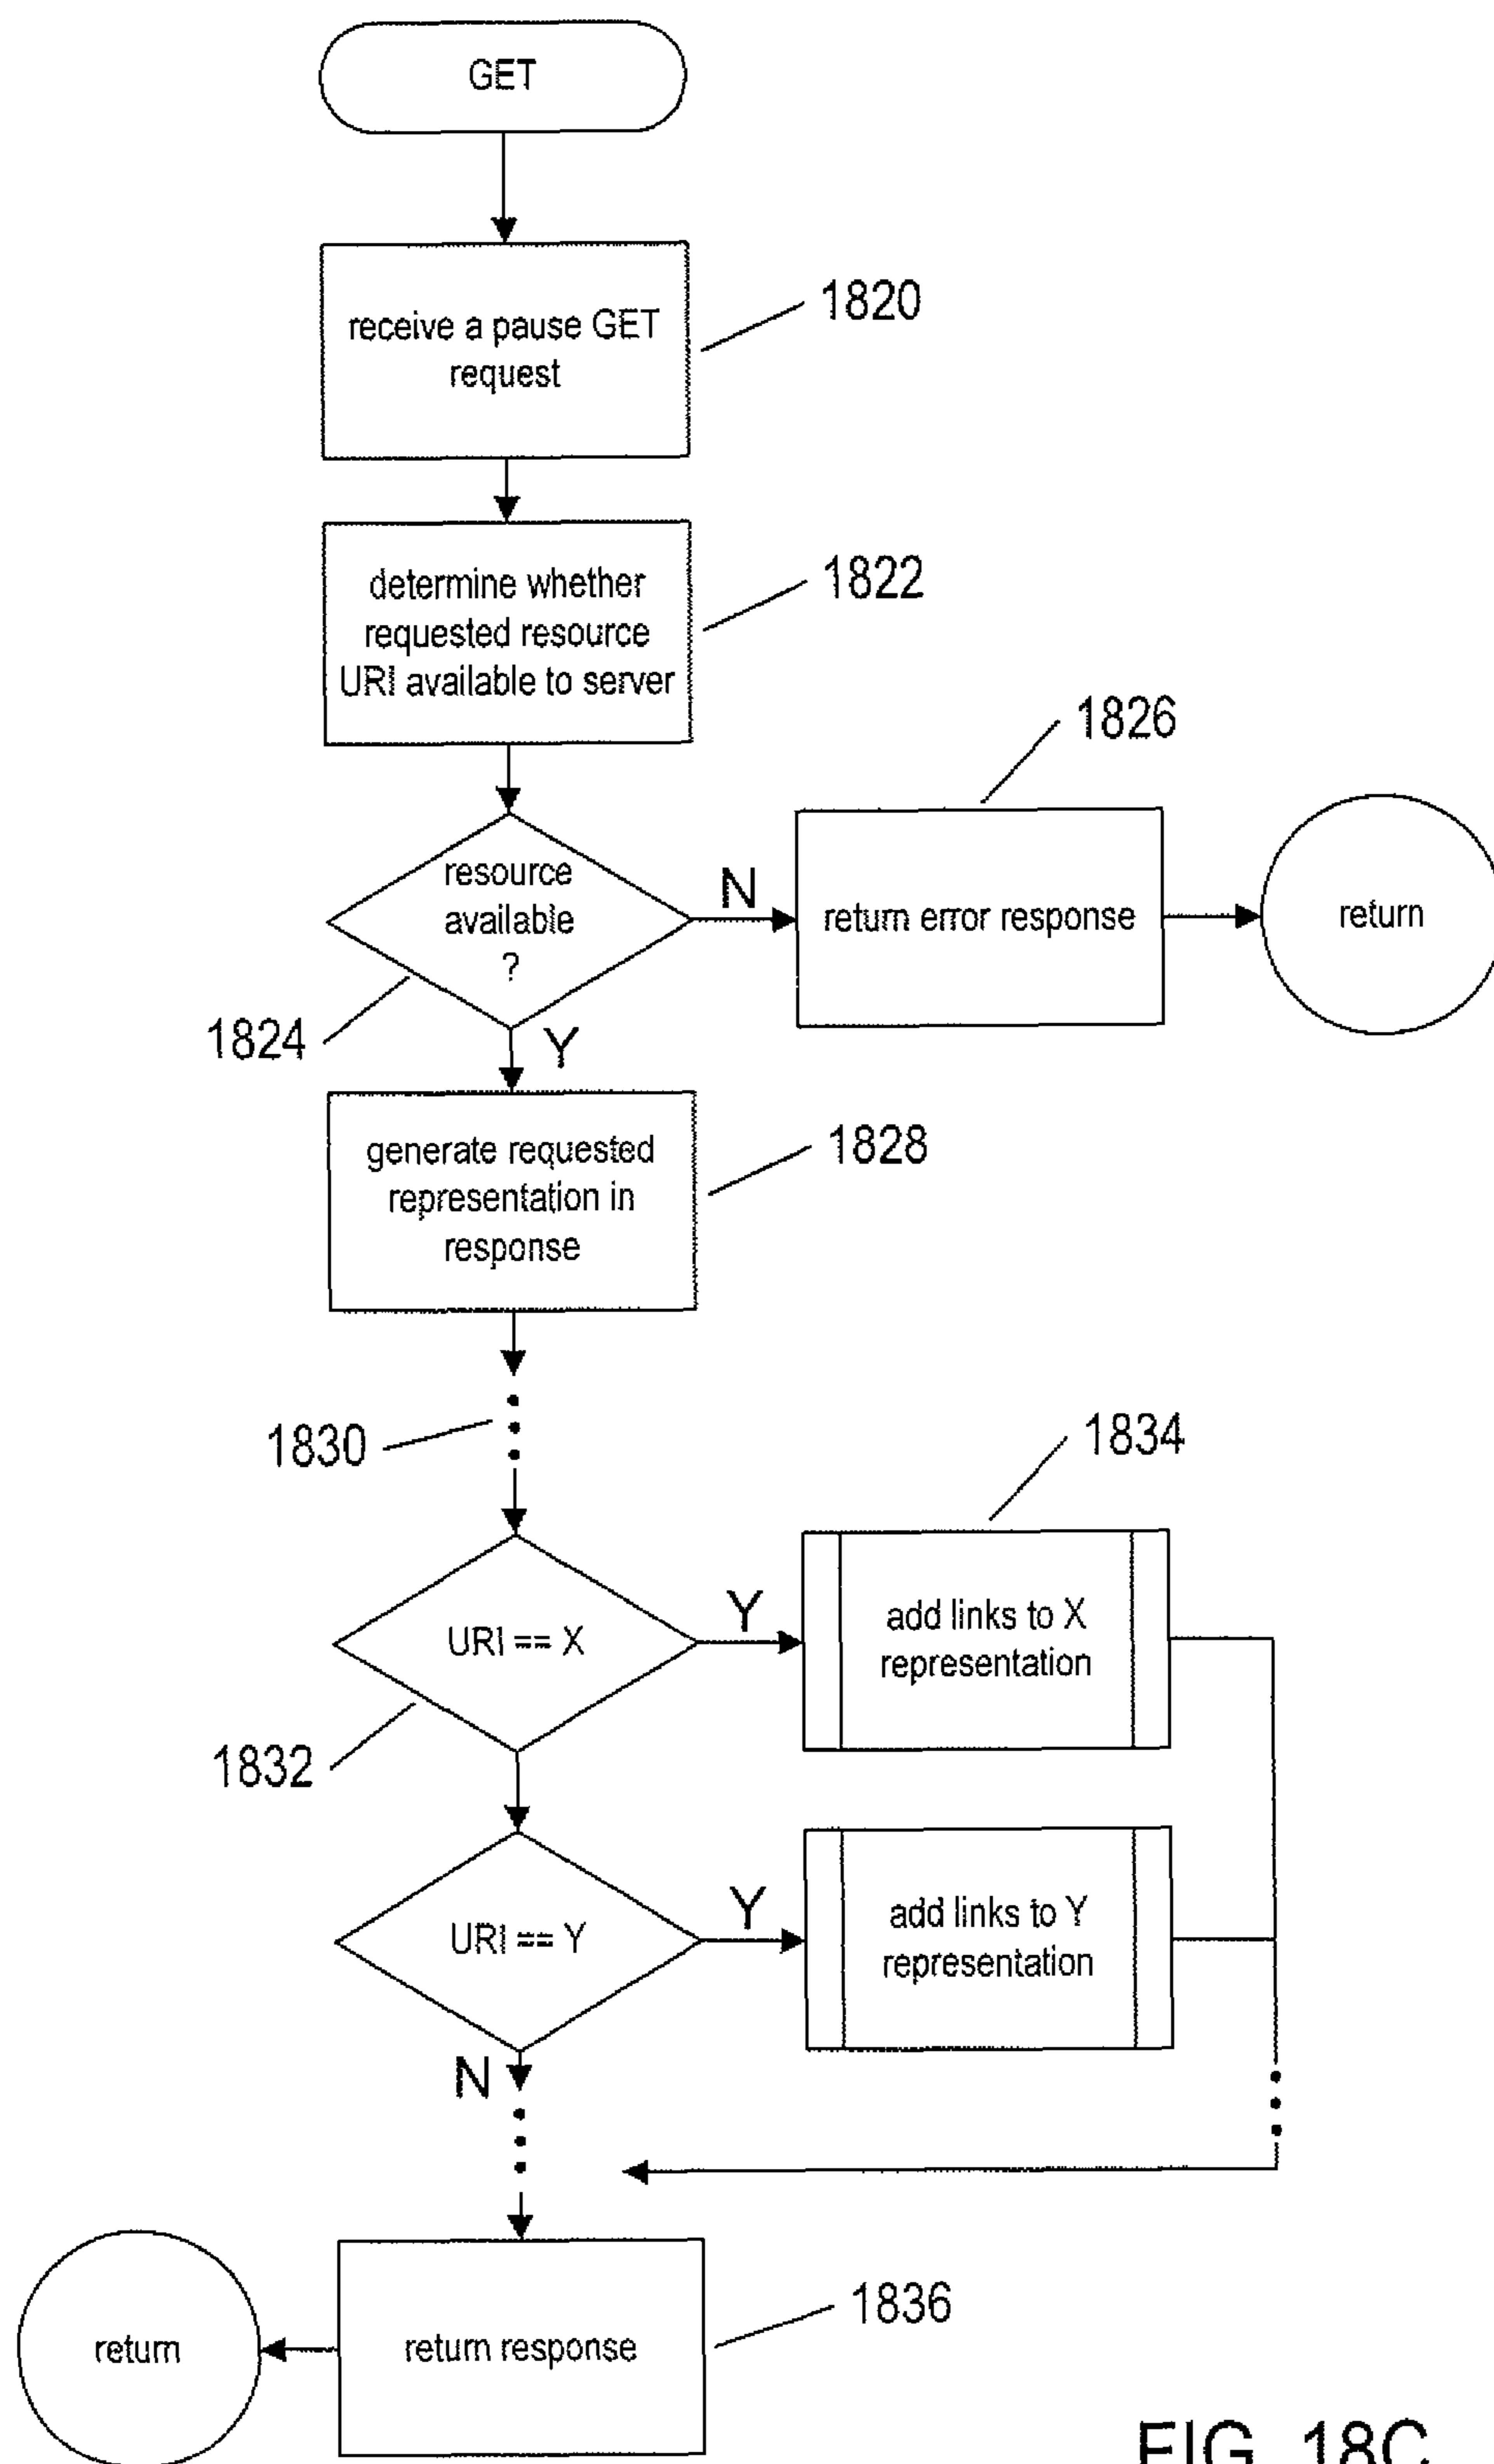 GET
receive a pause GET
request
1820
determine whether
requested resource
URI available to server
1822
1826
resource
available
?
N
return error response
return
1824
Y
generate requested
representation in
response
1828
1830
1834
URI == X
Y
add links to X
representation
1832
URI == Y
Y
add links to Y
representation
N
return
return response
1836
FIG. 18C